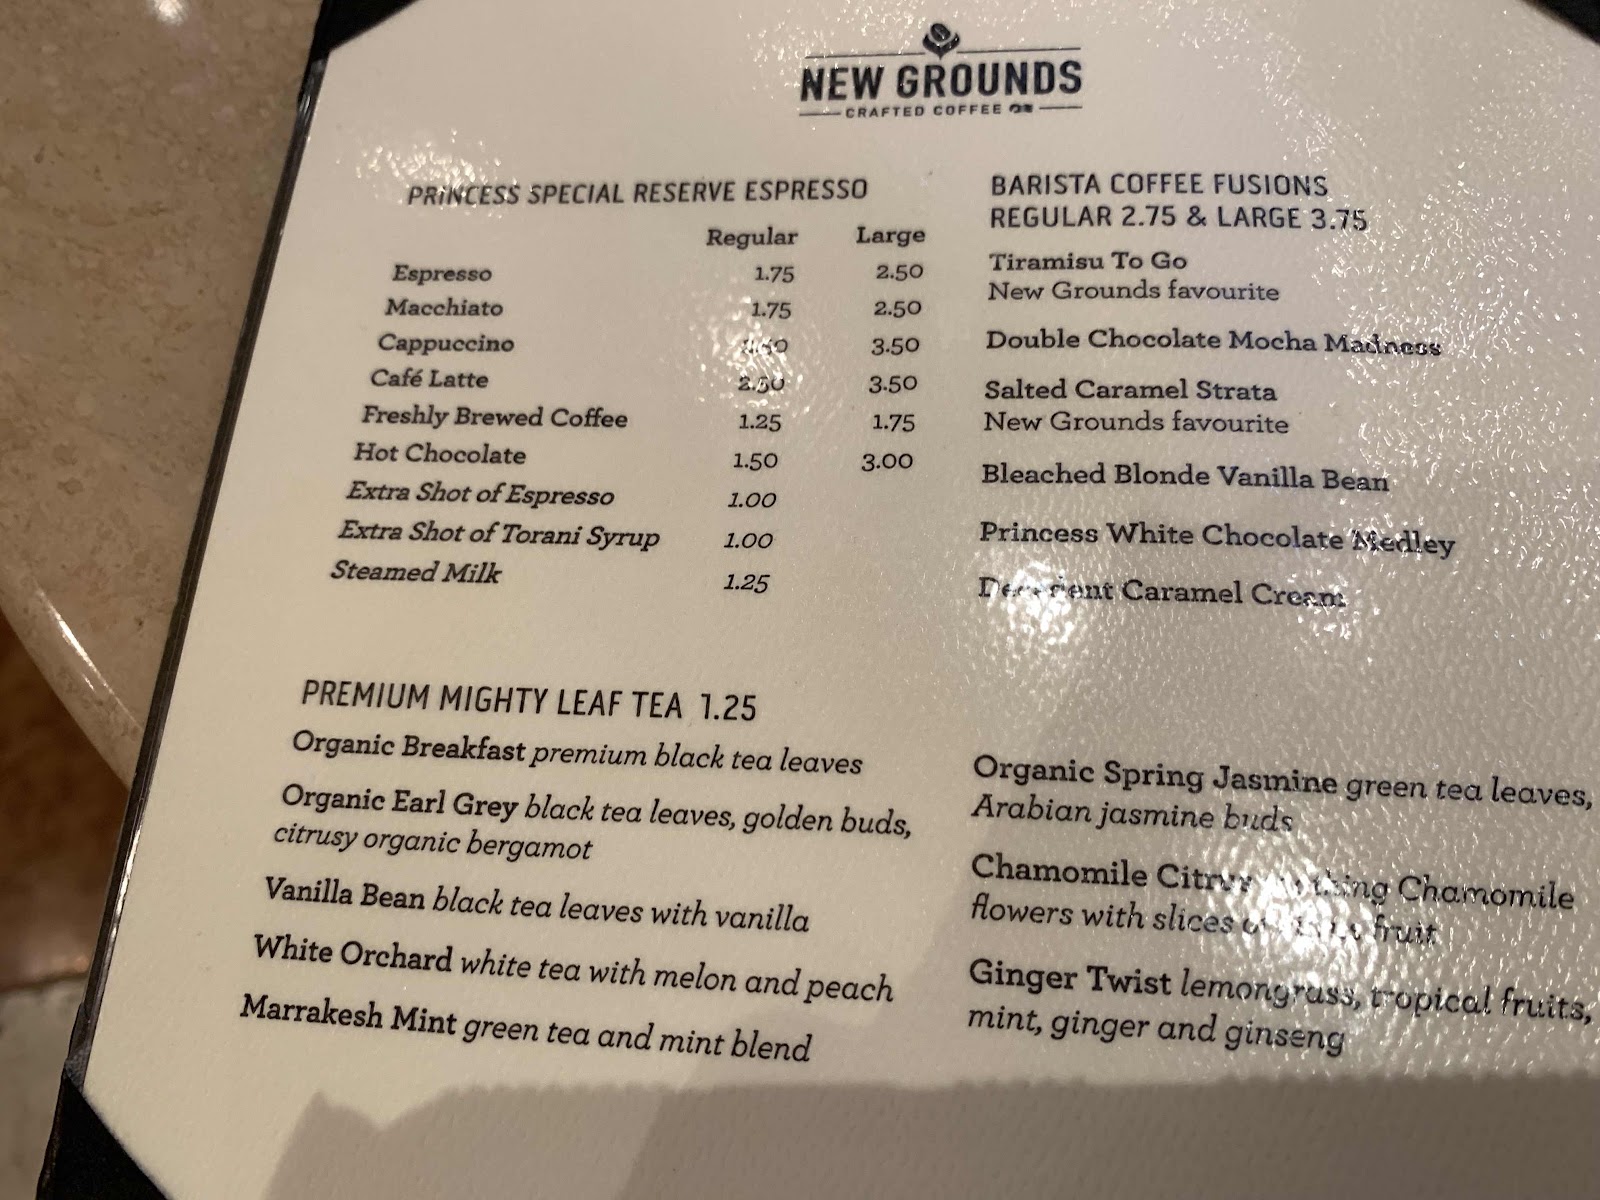 NEW GROUNDS
CRAFTED COFFEE
PRINCESS SPECIAL RESERVE ESPRESSO
Regular Large
Espresso 1.75 2.50
Macchiato 1.75 2.50
Cappuccino 3.50
Café Latte 2.50 3.50
Freshly Brewed Coffee 1.25 1.75
Hot Chocolate 1.50 3.00
Extra Shot of Espresso 1.00
Extra Shot of Torani Syrup 1.00
Steamed Milk 1.25
BARISTA COFFEE FUSIONS
REGULAR 2.75 & LARGE 3.75
Tiramisu To Go
New Grounds favourite
Double Chocolate Mocha Madness
Salted Caramel Strata
New Grounds favourite
Bleached Blonde Vanilla Bean
Princess White Chocolate Medley
Caramel Cream
PREMIUM MIGHTY LEAF TEA 1.25
Organic Breakfast premium black tea leaves
Organic Earl Grey black tea leaves, golden buds,
citrusy organic bergamot
Vanilla Bean black tea leaves with vanilla
White Orchard white tea with melon and peach
Marrakesh Mint green tea and mint blend
Organic Spring Jasmine green tea leaves,
Arabian jasmine buds
Chamomile Citrus Chamomile
flowers with slices fruit
Ginger Twist lemongrass, tropical fruits,
mint, ginger and ginseng